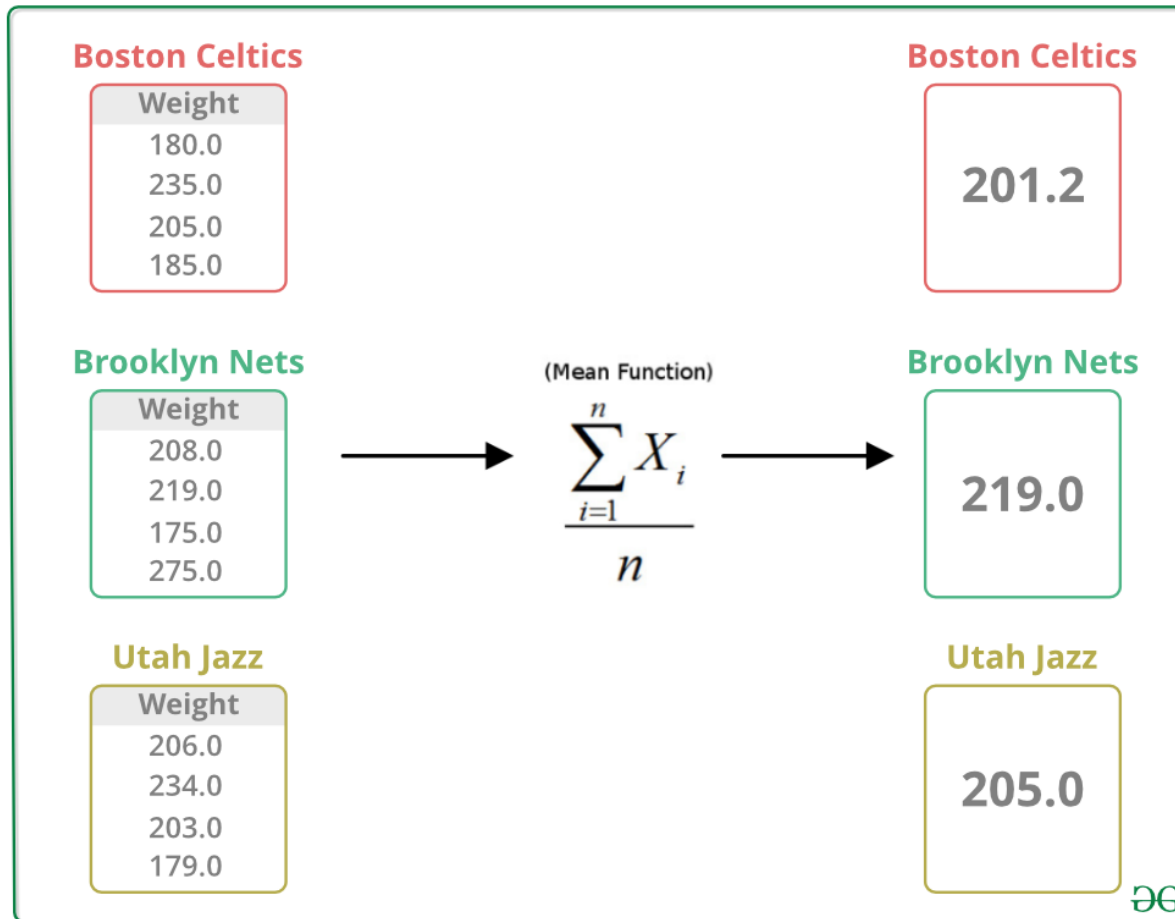 Boston Celtics
Weight
180.0
235.0
205.0
185.0
Brooklyn Nets
Weight
208.0
219.0
175.0
275.0
Utah Jazz
Weight
206.0
234.0
203.0
179.0
(Mean Function)
n
∑ X i
i=1
n
Boston Celtics
201.2
Brooklyn Nets
219.0
Utah Jazz
205.0